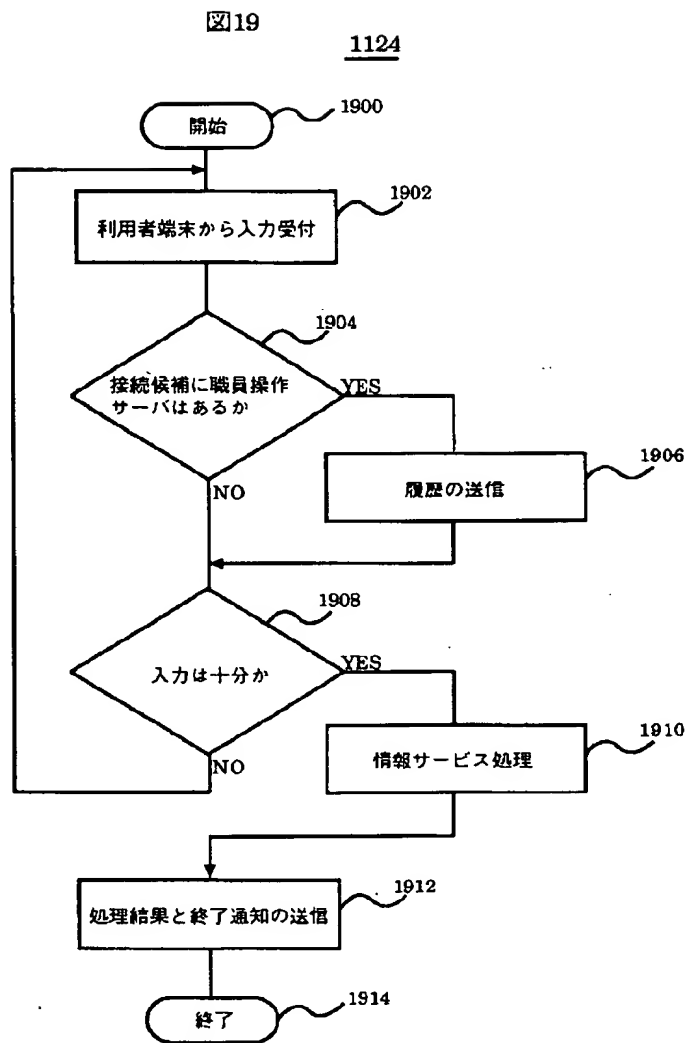 図19
1124
1900
開始
1902
利用者端末から入力受付
1904
接続候補に職員操作
サーバはあるか
YES
1906
履歴の送信
NO
1908
入力は十分か
YES
1910
情報サービス処理
NO
1912
処理結果と終了通知の送信
1914
終了